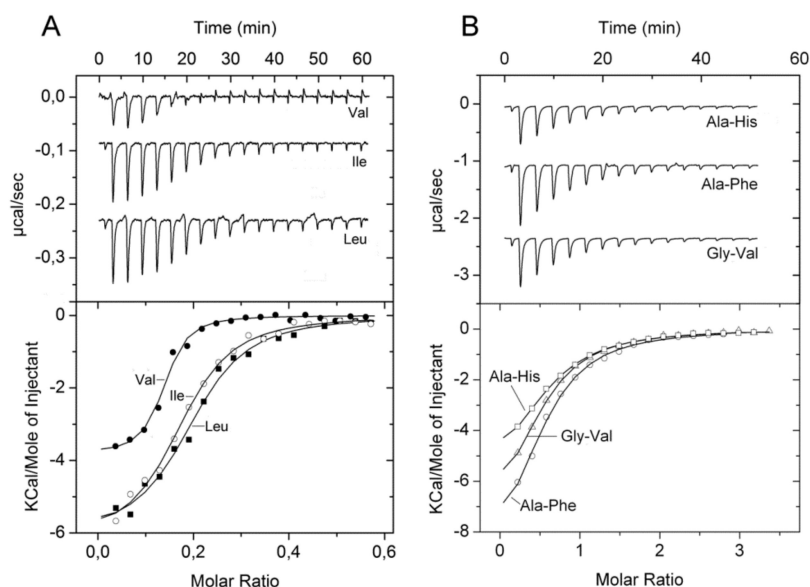 A
Time (min)
0 10 20 30 40 50 60
0,0
-0,1
-0,2
-0,3
µcal/sec
Val
Ile
Leu
0
-2
-4
-6
KCal/Mole of Injectant
Val
Ile
Leu
0,0 0,2 0,4 0,6
Molar Ratio
B
Time (min)
0 20 40 60
0
-1
-2
-3
µcal/sec
Ala-His
Ala-Phe
Gly-Val
0
-2
-4
-6
-8
KCal/Mole of Injectant
Ala-His
Gly-Val
Ala-Phe
0 1 2 3
Molar Ratio